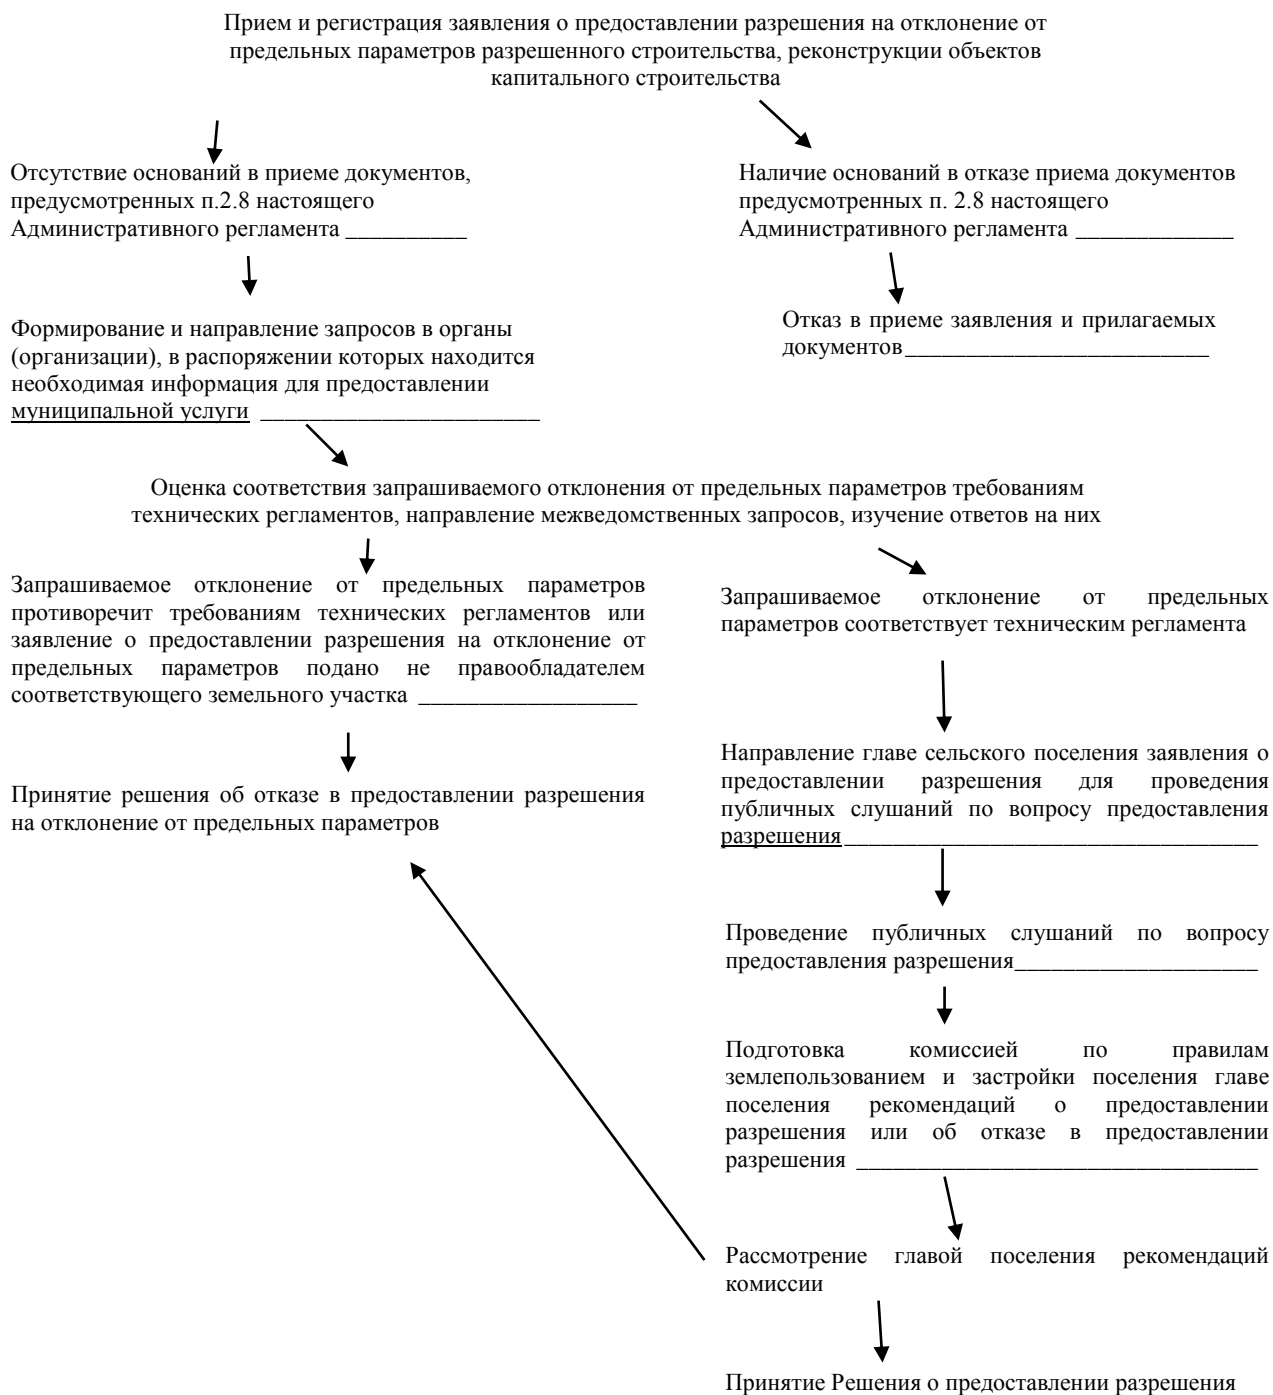 Прием и регистрация заявления о предоставлении разрешения на отклонение от
предельных параметров разрешенного строительства, реконструкции объектов
капитального строительства
Отсутствие оснований в приеме документов,
предусмотренных п.2.8 настоящего
Административного регламента __________
Наличие оснований в отказе приема документов
предусмотренных п. 2.8 настоящего
Административного регламента _____________
Формирование и направление запросов в органы
(организации), в распоряжении которых находится
необходимая информация для предоставлении
муниципальной услуги _______________________
Отказ в приеме заявления и прилагаемых
документов_________________________
Оценка соответствия запрашиваемого отклонения от предельных параметров требованиям
технических регламентов, направление межведомственных запросов, изучение ответов на них
Запрашиваемое отклонение от предельных параметров
противоречит требованиям технических регламентов или
заявление о предоставлении разрешения на отклонение от
предельных параметров подано не правообладателем
соответствующего земельного участка __________________
Запрашиваемое отклонение от предельных
параметров соответствует техническим регламента
Принятие решения об отказе в предоставлении разрешения
на отклонение от предельных параметров
Направление главе сельского поселения заявления о
предоставлении разрешения для проведения
публичных слушаний по вопросу предоставления
разрешения__________________________________
Проведение публичных слушаний по вопросу
предоставления разрешения____________________
Подготовка комиссией по правилам
землепользованием и застройки поселения главе
поселения рекомендаций о предоставлении
разрешения или об отказе в предоставлении
разрешения _________________________________
Рассмотрение главой поселения рекомендаций
комиссии
Принятие Решения о предоставлении разрешения